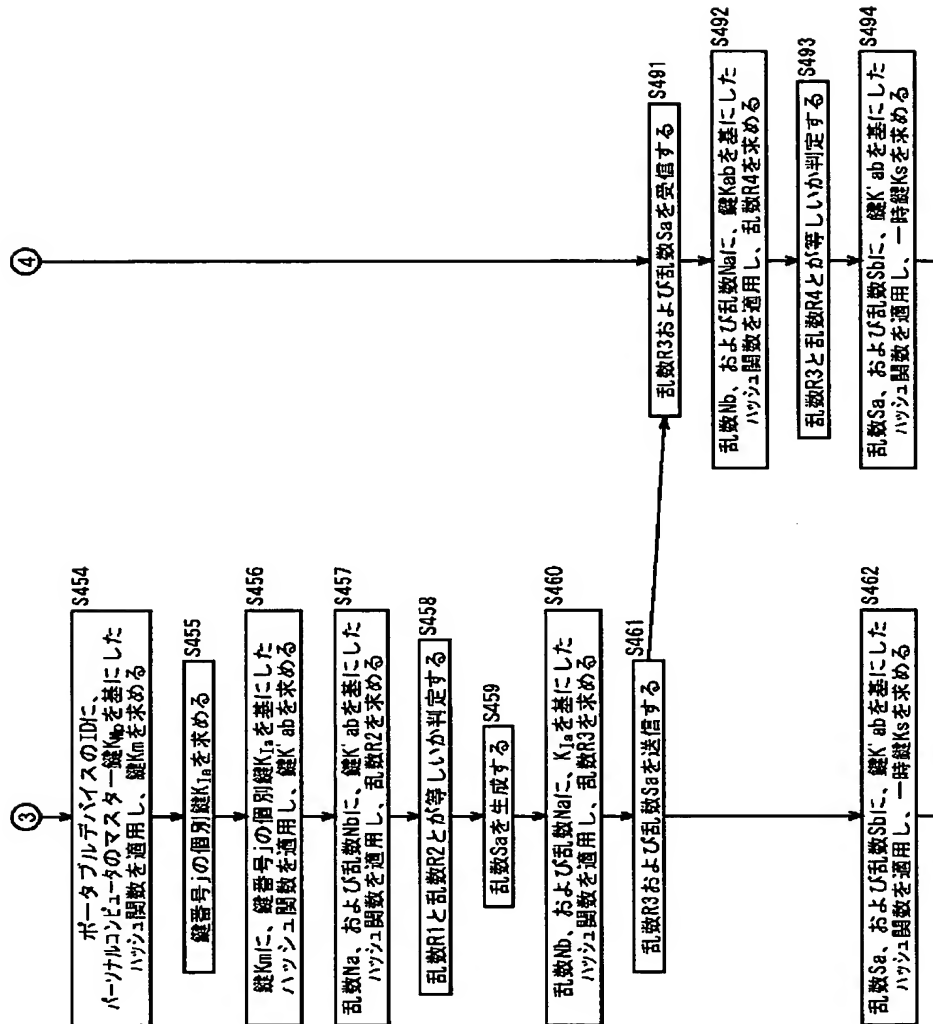 ③
S454
ポータブルデバイスのIDに、
パーソナルコンピュータのマスター鍵KMpを基にした
ハッシュ関数を適用し、鍵Kmを求める
S455
鍵番号jの個別鍵KIaを求める
S456
鍵Kmに、鍵番号jの個別鍵KIaを基にした
ハッシュ関数を適用し、鍵K'abを求める
S457
乱数Na、および乱数Nbに、鍵K'abを基にした
ハッシュ関数を適用し、乱数R2を求める
S458
乱数R1と乱数R2とが等しいか判定する
S459
乱数Saを生成する
S460
乱数Nb、および乱数Naに、KIaを基にした
ハッシュ関数を適用し、乱数R3を求める
S461
乱数R3および乱数Saを送信する
S462
乱数Sa、および乱数Sbに、鍵K'abを基にした
ハッシュ関数を適用し、一時鍵Ksを求める
④
S491
乱数R3および乱数Saを受信する
S492
乱数Nb、および乱数Naに、鍵Kabを基にした
ハッシュ関数を適用し、乱数R4を求める
S493
乱数R3と乱数R4とが等しいか判定する
S494
乱数Sa、および乱数Sbに、鍵K'abを基にした
ハッシュ関数を適用し、一時鍵Ksを求める